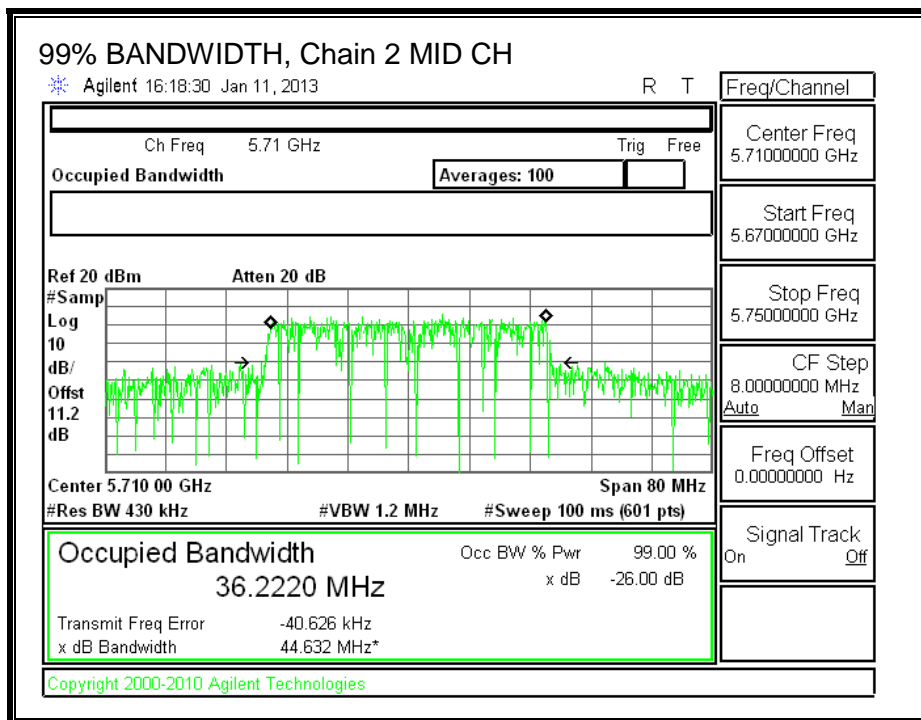 99% BANDWIDTH, Chain 2 MID CH
Agilent 16:18:30 Jan 11, 2013 R T
Freq/Channel
Ch Freq 5.71 GHz Trig Free
Occupied Bandwidth Averages: 100
Center Freq
5.71000000 GHz
Start Freq
5.67000000 GHz
Stop Freq
5.75000000 GHz
CF Step
8.00000000 MHz
Auto Man
Freq Offset
0.00000000 Hz
Signal Track
On Off
Ref 20 dBm Atten 20 dB
#Samp
Log
10
dB/
Offst
11.2
dB
Center 5.710 00 GHz Span 80 MHz
#Res BW 430 kHz #VBW 1.2 MHz #Sweep 100 ms (601 pts)
Occupied Bandwidth Occ BW % Pwr 99.00 %
36.2220 MHz x dB -26.00 dB
Transmit Freq Error -40.626 kHz
x dB Bandwidth 44.632 MHz*
Copyright 2000-2010 Agilent Technologies